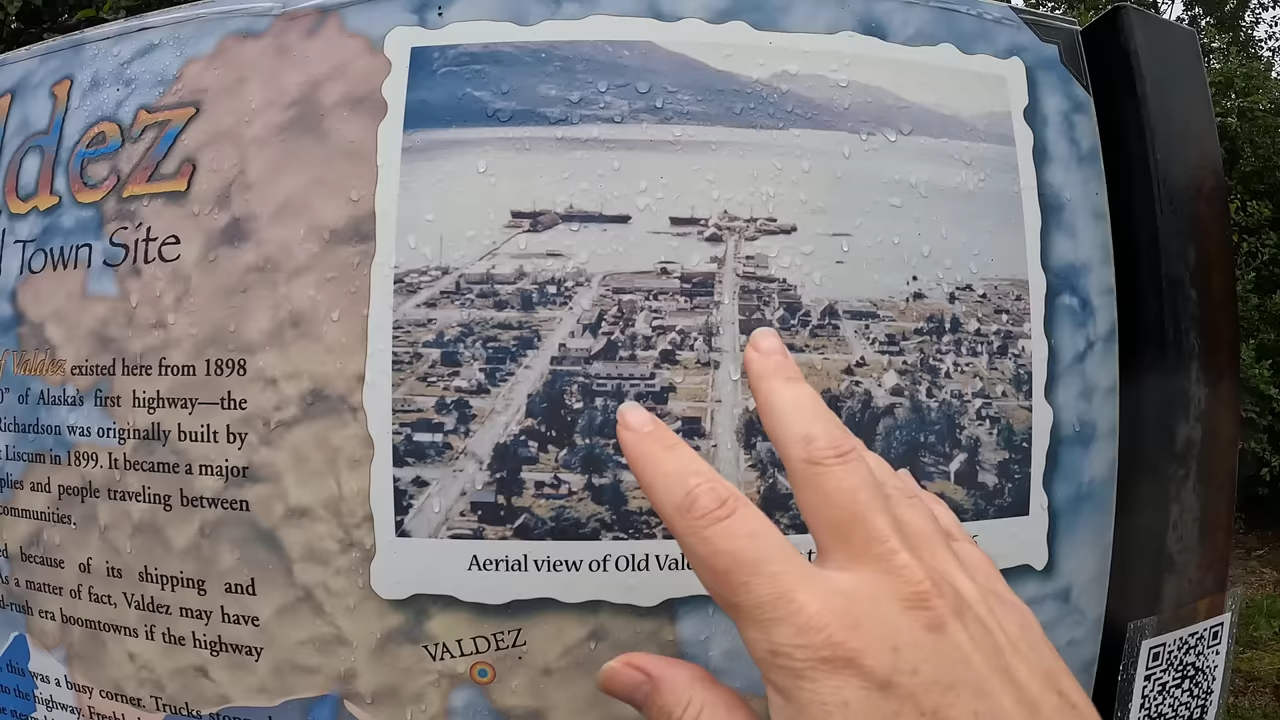 ldez
Town Site
f Valdez existed here from 1898
0" of Alaska's first highway—the
Richardson was originally built by
t Liscum in 1899. It became a major
plies and people traveling between
communities.
ed because of its shipping and
As a matter of fact, Valdez may have
d-rush era boomtowns if the highway
this was a busy corner. Trucks
to the highway.
Aerial view of Old Val
VALDEZ